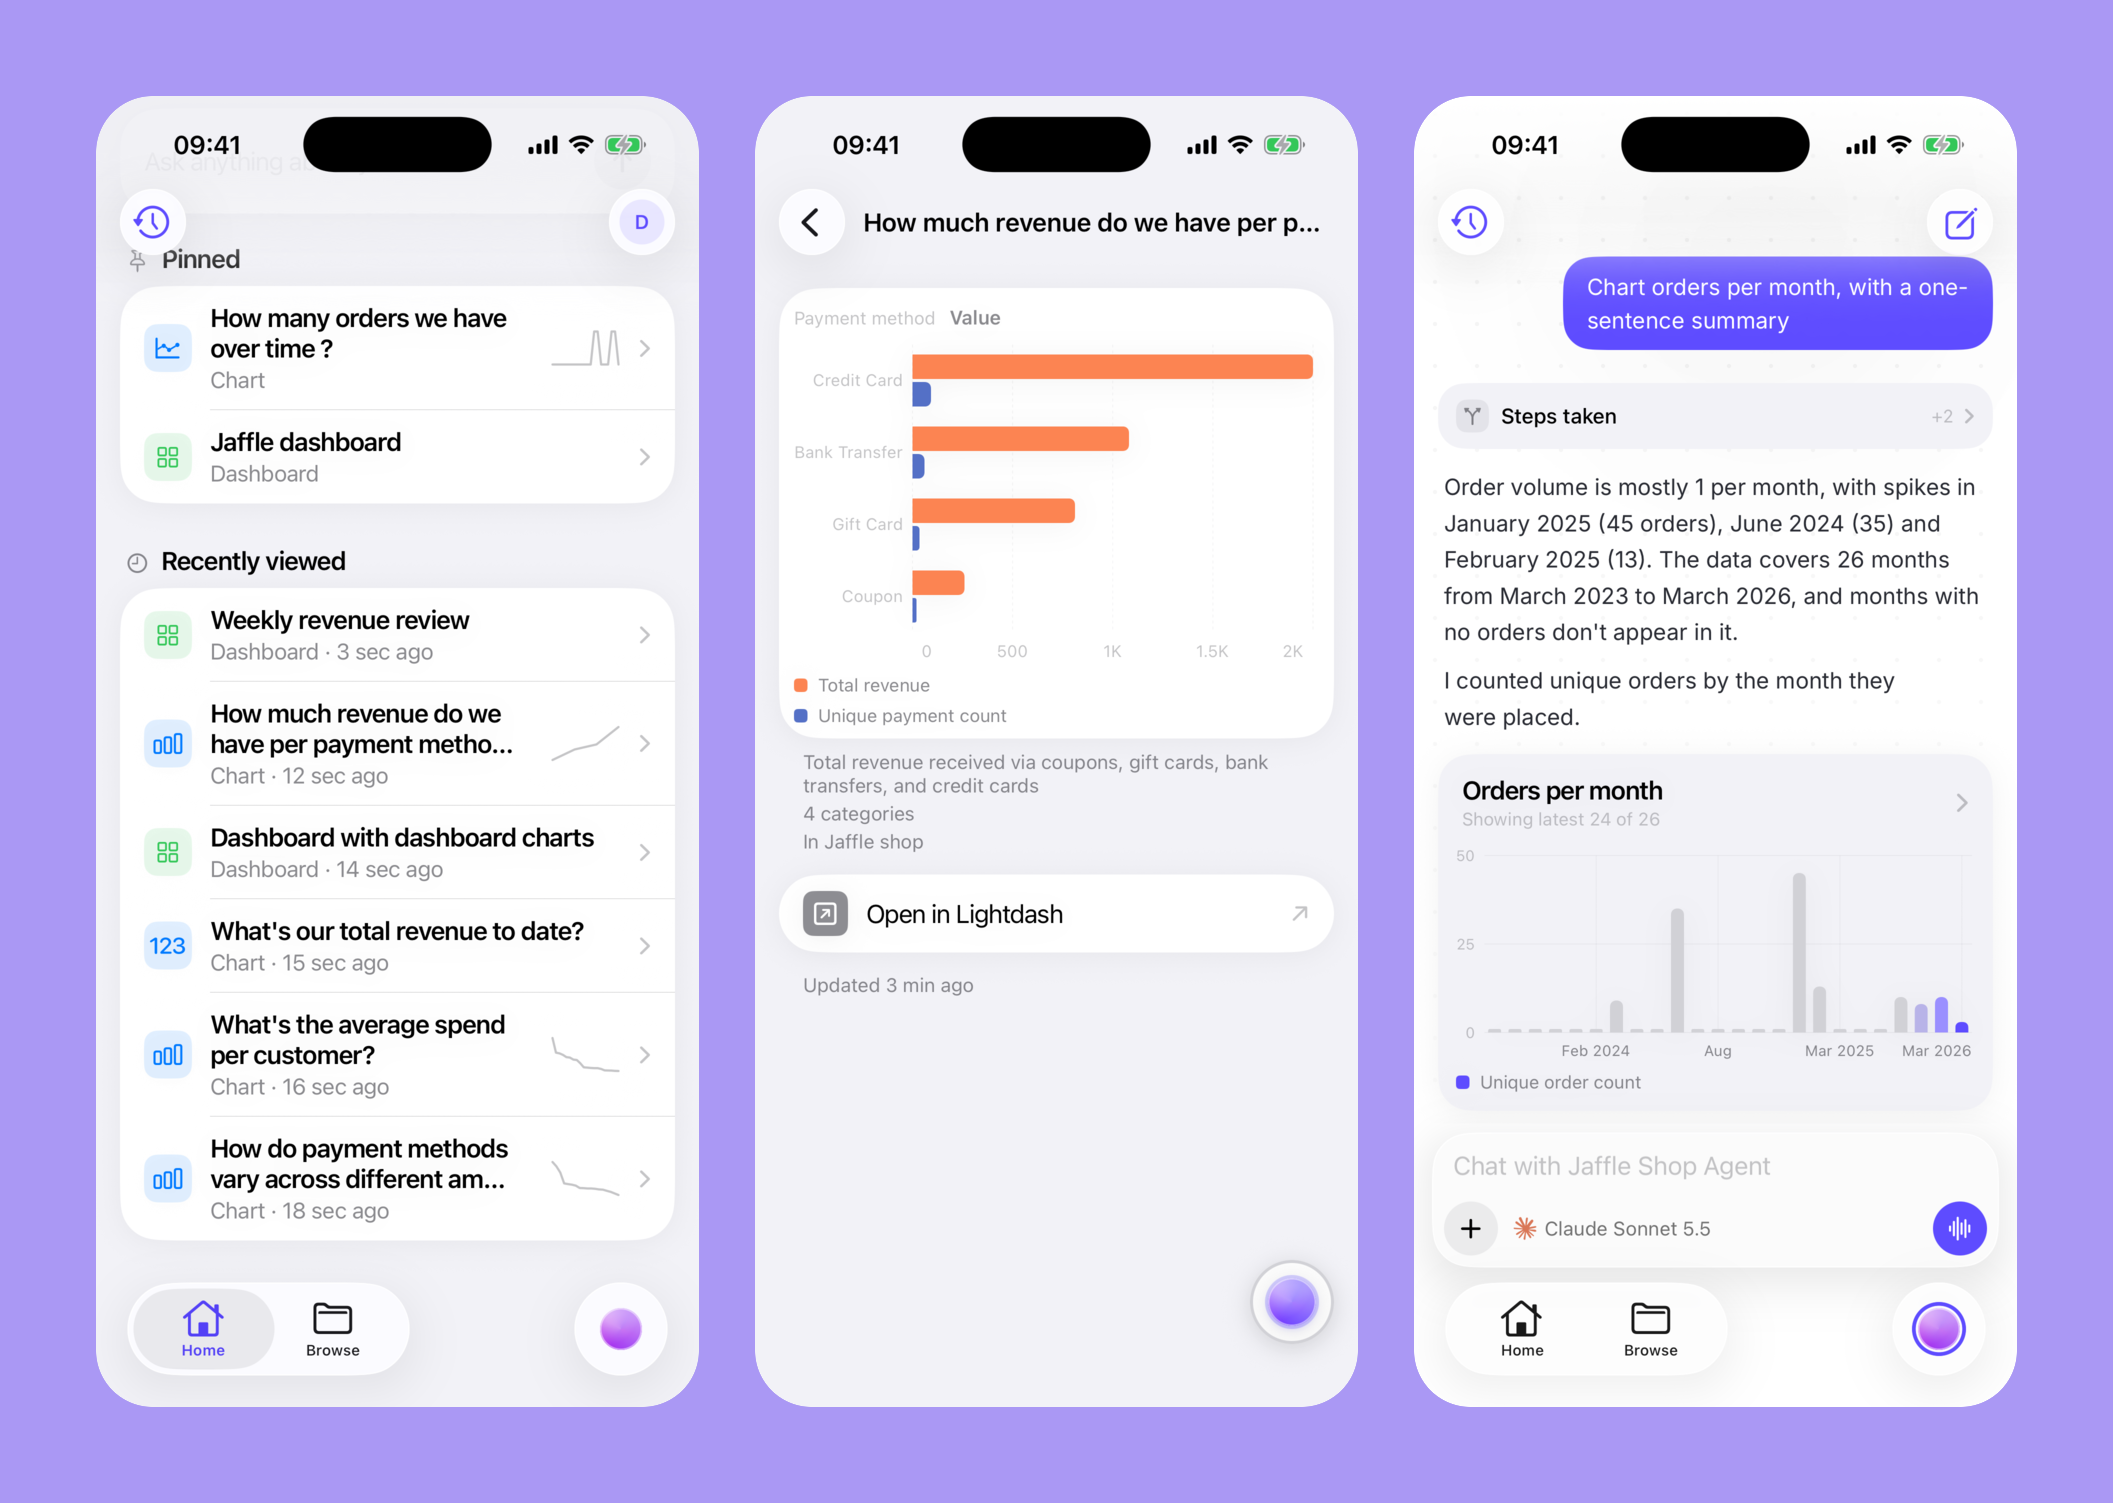 09:41
Ask anything a
D
Pinned
How many orders we have
over time ?
Chart
Jaffle dashboard
Dashboard
Recently viewed
Weekly revenue review
Dashboard · 3 sec ago
How much revenue do we
have per payment metho...
Chart · 12 sec ago
Dashboard with dashboard charts
Dashboard · 14 sec ago
123
What's our total revenue to date?
Chart · 15 sec ago
What's the average spend
per customer?
Chart · 16 sec ago
How do payment methods
vary across different am...
Chart · 18 sec ago
Home
Browse
09:41
How much revenue do we have per p...
Payment method Value
Credit Card
Bank Transfer
Gift Card
Coupon
0 500 1K 1.5K 2K
Total revenue
Unique payment count
Total revenue received via coupons, gift cards, bank
transfers, and credit cards
4 categories
In Jaffle shop
Open in Lightdash
Updated 3 min ago
09:41
Chart orders per month, with a one-
sentence summary
Steps taken +2
Order volume is mostly 1 per month, with spikes in
January 2025 (45 orders), June 2024 (35) and
February 2025 (13). The data covers 26 months
from March 2023 to March 2026, and months with
no orders don't appear in it.
I counted unique orders by the month they
were placed.
Orders per month
Showing latest 24 of 26
50
25
0
Feb 2024 Aug Mar 2025 Mar 2026
Unique order count
Chat with Jaffle Shop Agent
Claude Sonnet 5.5
Home
Browse